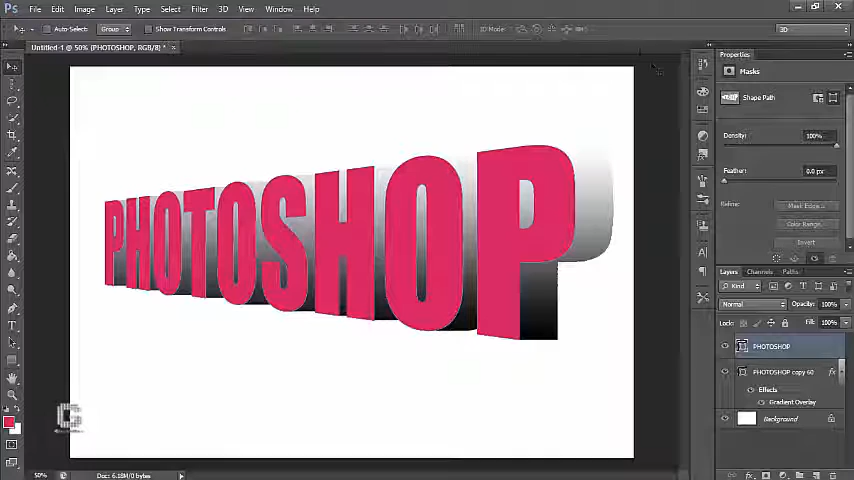 Ps File Edit Image Layer Type Select Filter 3D View Window Help
Auto-Select: Group Show Transform Controls 3D Mode: 3D
Untitled-1 @ 50% (PHOTOSHOP, RGB/8) *
Properties
Masks
Shape Path
Density: 100%
Feather: 0.0 px
Refine: Mask Edge...
Color Range...
Invert
PHOTOSHOP
Layers Channels Paths
Kind
Normal Opacity: 100%
Lock: Fill: 100%
PHOTOSHOP
PHOTOSHOP copy 60 fx
Effects
Gradient Overlay
Background
G
50% Doc: 6.18M/0 bytes